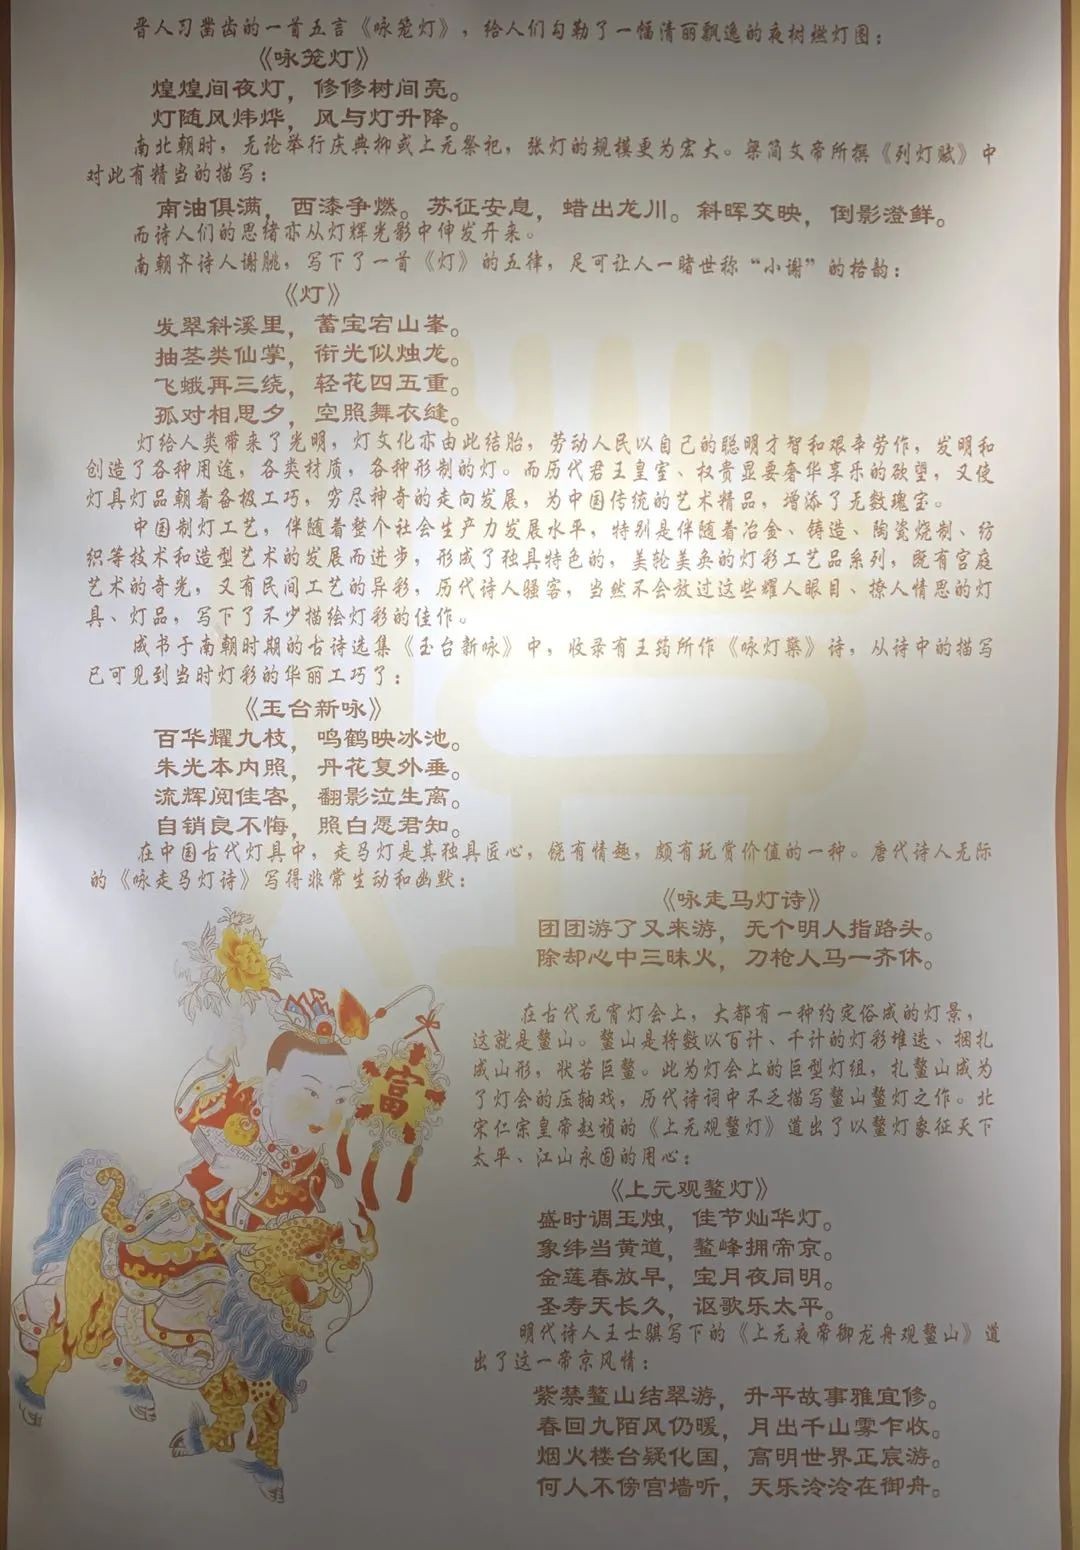 晋人习凿齿的一首五言《咏笼灯》，给人们勾勒了一幅清丽飘逸的夜树燃灯图：
《咏笼灯》
煌煌间夜灯，修修树间亮。
灯随风炜烨，风与灯升降。
南北朝时，无论举行庆典抑或上元祭祀，张灯的规模更为宏大。梁简文帝所撰《列灯赋》中
对此有精当的描写：
南油俱满，西漆争燃。苏征安息，蜡出龙川。斜晖交映，倒影澄鲜。
而诗人们的思绪亦从灯辉光影中伸发开来。
南朝齐诗人谢朓，写下了一首《灯》的五律，足可让人一睹世称“小谢”的格韵：
《灯》
发翠斜溪里，蓄宝宕山峯。
抽茎类仙掌，衔光似烛龙。
飞蛾再三绕，轻花四五重。
孤对相思夕，空照舞衣缝。
灯给人类带来了光明，灯文化亦由此结胎，劳动人民以自己的聪明才智和艰辛劳作，发明和
创造了各种用途，各类材质，各种形制的灯。而历代君王皇室、权贵显要奢华享乐的欲望，又使
灯具灯品朝着备极工巧，穷尽神奇的走向发展，为中国传统的艺术精品，增添了无数瑰宝。
中国制灯工艺，伴随着整个社会生产力发展水平，特别是伴随着冶金、铸造、陶瓷烧制、纺
织等技术和造型艺术的发展而进步，形成了独具特色的，美轮美奂的灯彩工艺品系列，既有宫庭
艺术的奇光，又有民间工艺的异彩，历代诗人骚客，当然不会放过这些耀人眼目、撩人情思的灯
具、灯品，写下了不少描绘灯彩的佳作。
成书于南朝时期的古诗选集《玉台新咏》中，收录有王筠所作《咏灯檠》诗，从诗中的描写
已可见到当时灯彩的华丽工巧了：
《玉台新咏》
百华耀九枝，鸣鹤映冰池。
朱光本内照，丹花复外垂。
流辉阅佳客，翻影泣生离。
自销良不悔，照白愿君知。
在中国古代灯具中，走马灯是其独具匠心，饶有情趣，颇有玩赏价值的一种。唐代诗人无际
的《咏走马灯诗》写得非常生动和幽默：
《咏走马灯诗》
团团游了又来游，无个明人指路头。
除却心中三昧火，刀枪人马一齐休。
富
在古代元宵灯会上，大都有一种约定俗成的灯景，
这就是鳌山。鳌山是将数以百计、千计的灯彩堆迭、捆扎
成山形，状若巨鳌。此为灯会上的巨型灯组，扎鳌山成为
了灯会的压轴戏，历代诗词中不乏描写鳌山鳌灯之作。北
宋仁宗皇帝赵祯的《上元观鳌灯》道出了以鳌灯象征天下
太平、江山永固的用心：
《上元观鳌灯》
盛时调玉烛，佳节灿华灯。
象纬当黄道，鳌峰拥帝京。
金莲春放早，宝月夜同明。
圣寿天长久，讴歌乐太平。
明代诗人王士骐写下的《上元夜帝御龙舟观鳌山》道
出了这一帝京风情：
紫禁鳌山结翠游，升平故事雅宜修。
春回九陌风仍暖，月出千山雾乍收。
烟火楼台疑化国，高明世界正宸游。
何人不傍宫墙听，天乐泠泠在御舟。